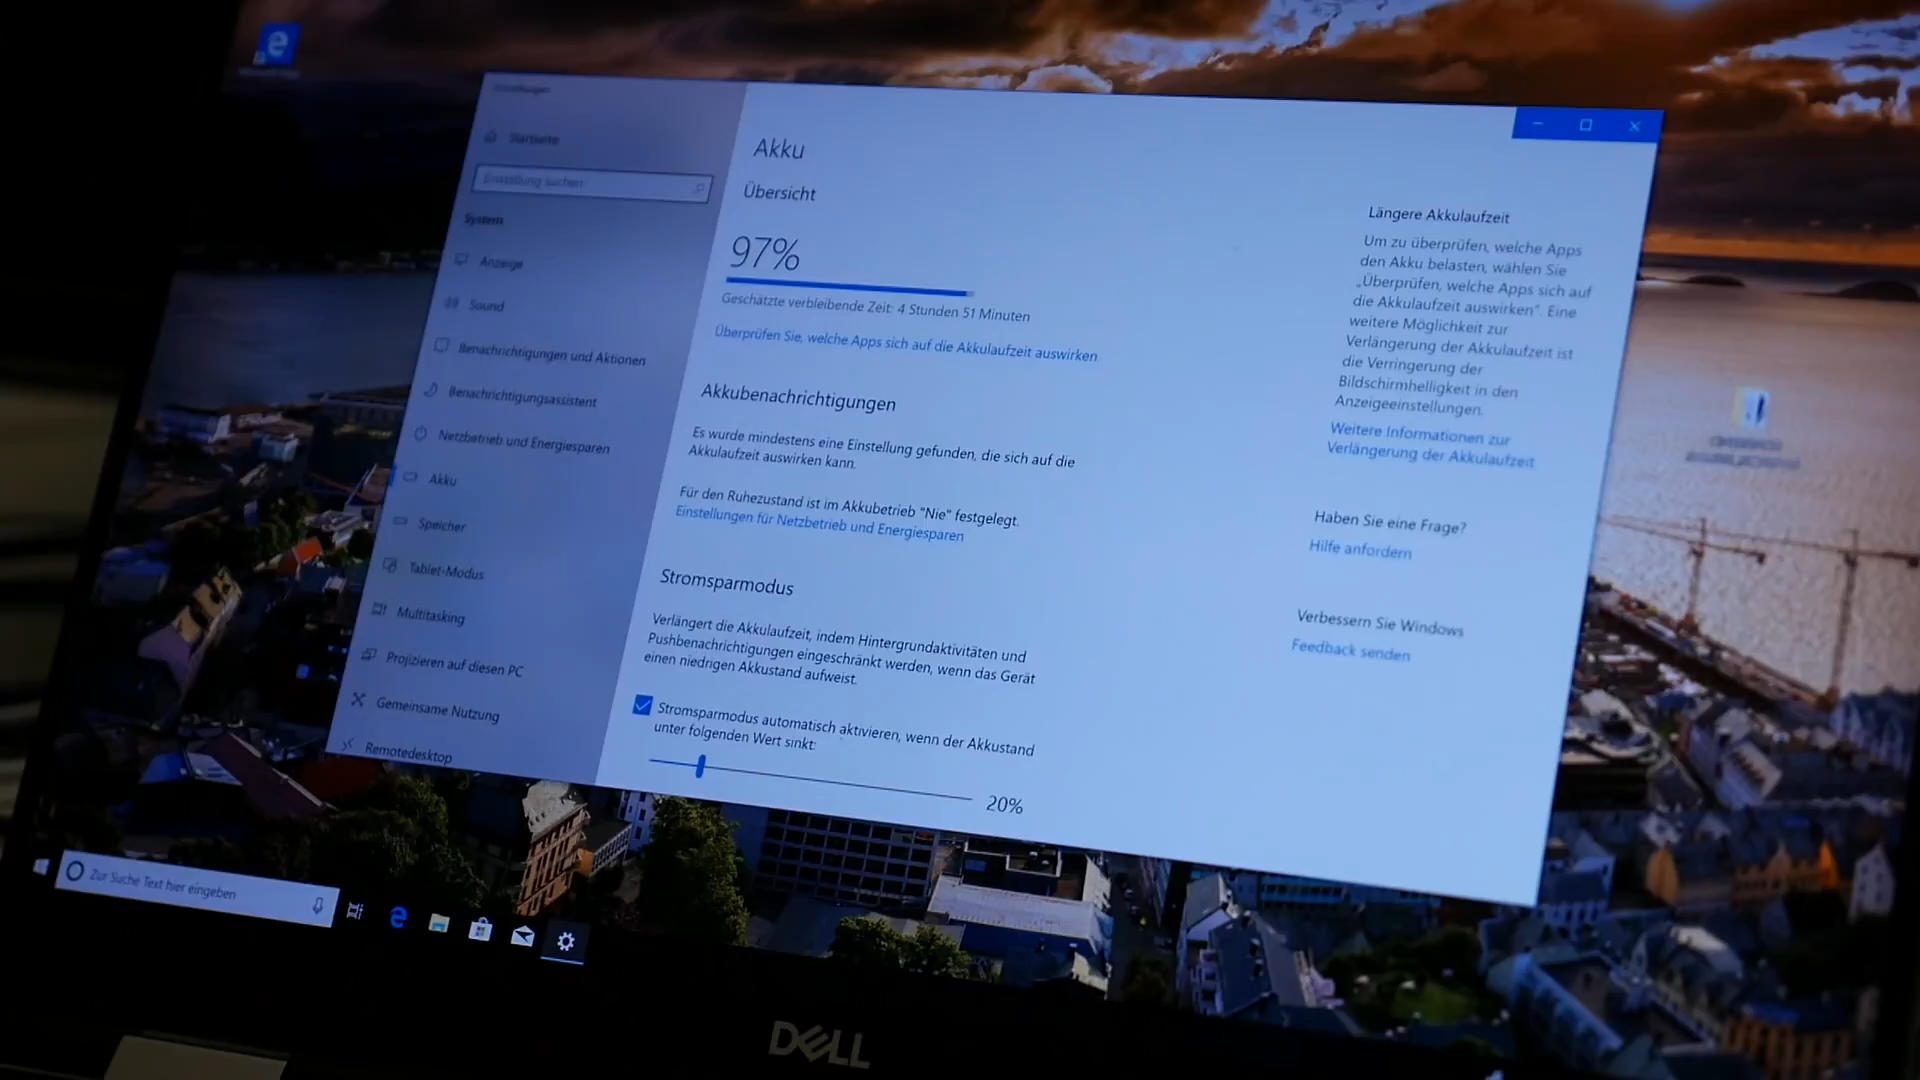 Einstellungen
Startseite
Einstellung suchen
System
Anzeige
Sound
Benachrichtigungen und Aktionen
Benachrichtigungsassistent
Netzbetrieb und Energiesparen
Akku
Speicher
Tablet-Modus
Multitasking
Projizieren auf diesen PC
Gemeinsame Nutzung
Remotedesktop
Akku
Übersicht
97%
Geschätzte verbleibende Zeit: 4 Stunden 51 Minuten
Überprüfen Sie, welche Apps sich auf die Akkulaufzeit auswirken
Akkubenachrichtigungen
Es wurde mindestens eine Einstellung gefunden, die sich auf die
Akkulaufzeit auswirken kann.
Für den Ruhezustand ist im Akkubetrieb "Nie" festgelegt.
Einstellungen für Netzbetrieb und Energiesparen
Stromsparmodus
Verlängert die Akkulaufzeit, indem Hintergrundaktivitäten und
Pushbenachrichtigungen eingeschränkt werden, wenn das Gerät
einen niedrigen Akkustand aufweist.
Stromsparmodus automatisch aktivieren, wenn der Akkustand
unter folgenden Wert sinkt:
20%
Längere Akkulaufzeit
Um zu überprüfen, welche Apps
den Akku belasten, wählen Sie
„Überprüfen, welche Apps sich auf
die Akkulaufzeit auswirken". Eine
weitere Möglichkeit zur
Verlängerung der Akkulaufzeit ist
die Verringerung der
Bildschirmhelligkeit in den
Anzeigeeinstellungen.
Weitere Informationen zur
Verlängerung der Akkulaufzeit
Haben Sie eine Frage?
Hilfe anfordern
Verbessern Sie Windows
Feedback senden
Zur Suche Text hier eingeben
DELL